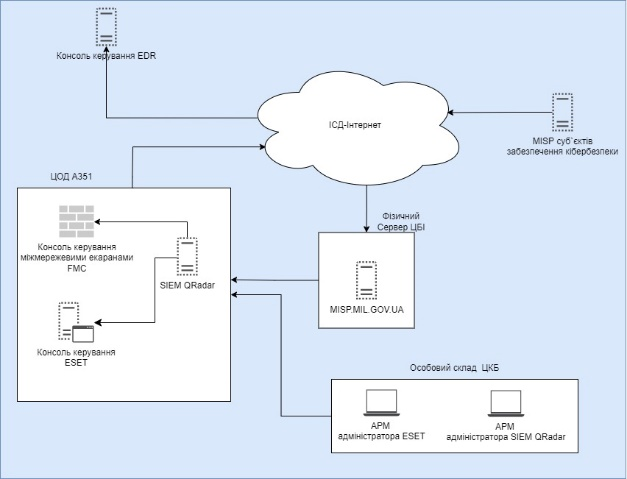 Консоль керування EDR
ІСД-Інтернет
MISP суб`єктів
забезпечення кібербезпеки
ЦОД А351
Консоль керування
міжмережевими екаранами
FMC
SIEM QRadar
Консоль керування
ESET
Фізичний
Сервер ЦБІ
MISP.MIL.GOV.UA
Особовий склад ЦКБ
АРМ
адміністратора ESET
АРМ
адміністратора SIEM QRadar